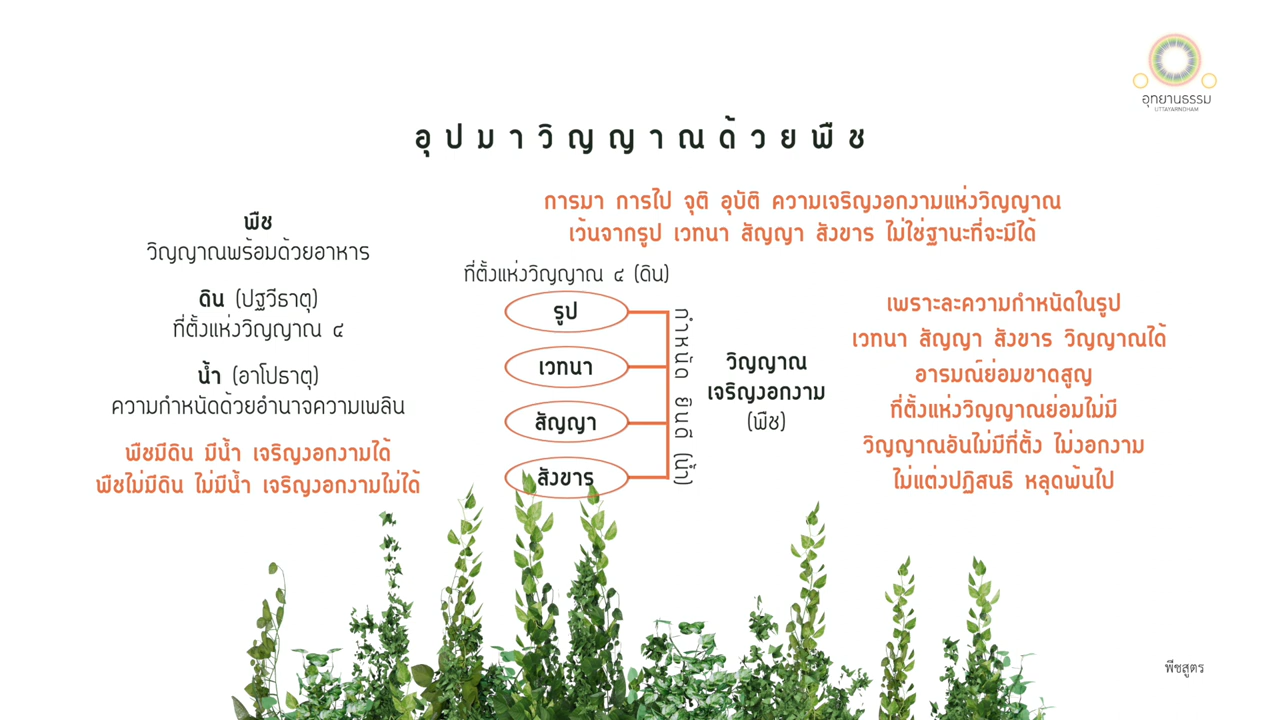 อุทยานธรรม
UTTAYARNDHAM
อุปมาวิญญาณด้วยพืช
พืช
วิญญาณพร้อมด้วยอาหาร
ดิน (ปฐวีธาตุ)
ที่ตั้งแห่งวิญญาณ ๔
น้ำ (อาโปธาตุ)
ความกำหนัดด้วยอำนาจความเพลิน
พืชมีดิน มีน้ำ เจริญงอกงามได้
พืชไม่มีดิน ไม่มีน้ำ เจริญงอกงามไม่ได้
การมา การไป จุติ อุบัติ ความเจริญงอกงามแห่งวิญญาณ
เว้นจากรูป เวทนา สัญญา สังขาร ไม่ใช่ฐานะที่จะมีได้
ที่ตั้งแห่งวิญญาณ ๔ (ดิน)
รูป
เวทนา
สัญญา
สังขาร
กำหนัด ยินดี (น้ำ)
วิญญาณ
เจริญงอกงาม
(พืช)
เพราะละความกำหนัดในรูป
เวทนา สัญญา สังขาร วิญญาณได้
อารมณ์ย่อมขาดสูญ
ที่ตั้งแห่งวิญญาณย่อมไม่มี
วิญญาณอันไม่มีที่ตั้ง ไม่งอกงาม
ไม่แต่งปฏิสนธิ หลุดพ้นไป
พีชสูตร